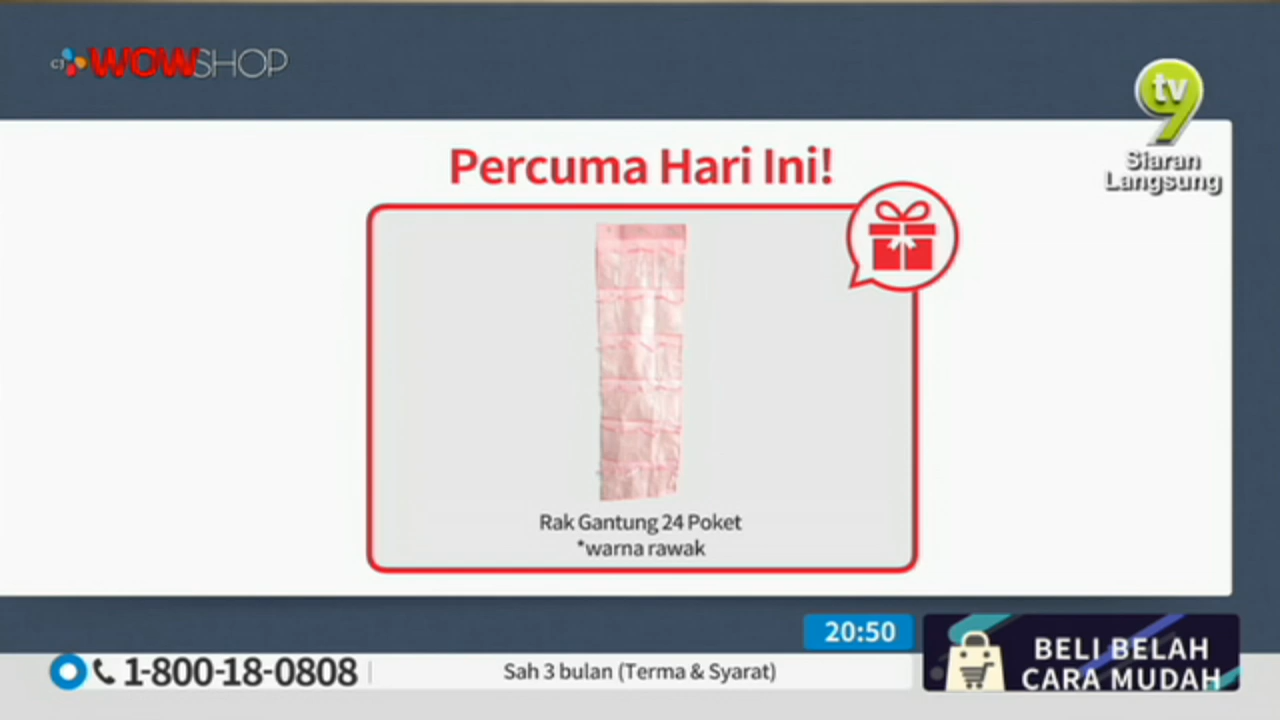 CJ WOWSHOP
tv9
Siaran
Langsung
Percuma Hari Ini!
Rak Gantung 24 Poket
*warna rawak
20:50
1-800-18-0808
Sah 3 bulan (Terma & Syarat)
BELI BELAH
CARA MUDAH